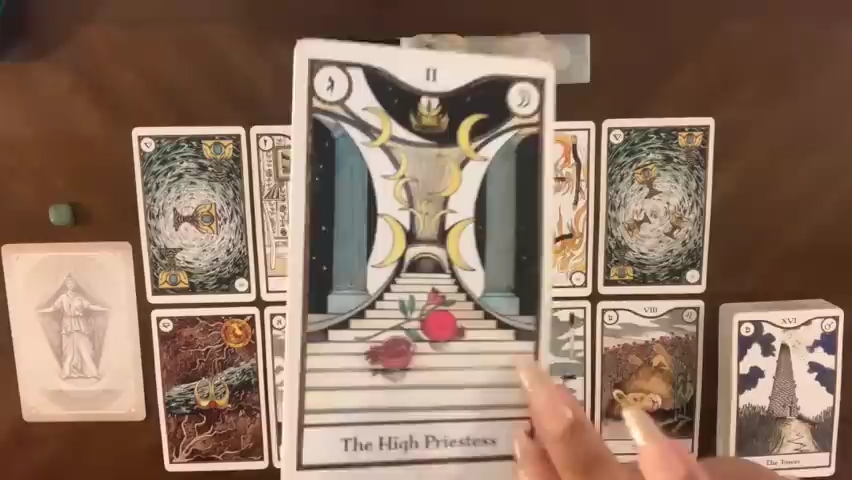 II
The High Priestess
VIII
XVI
The Tower